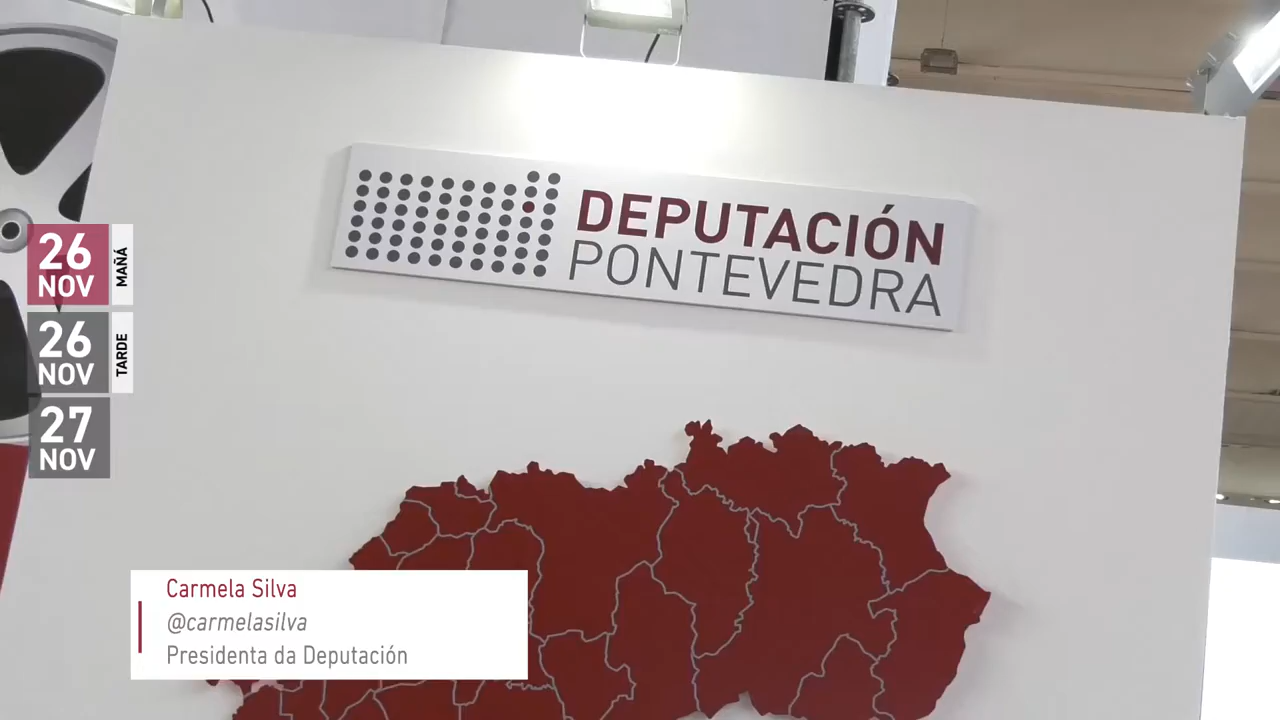 DEPUTACIÓN
PONTEVEDRA
26
NOV
MAÑÁ
26
NOV
TARDE
27
NOV
Carmela Silva
@carmelasilva
Presidenta da Deputación